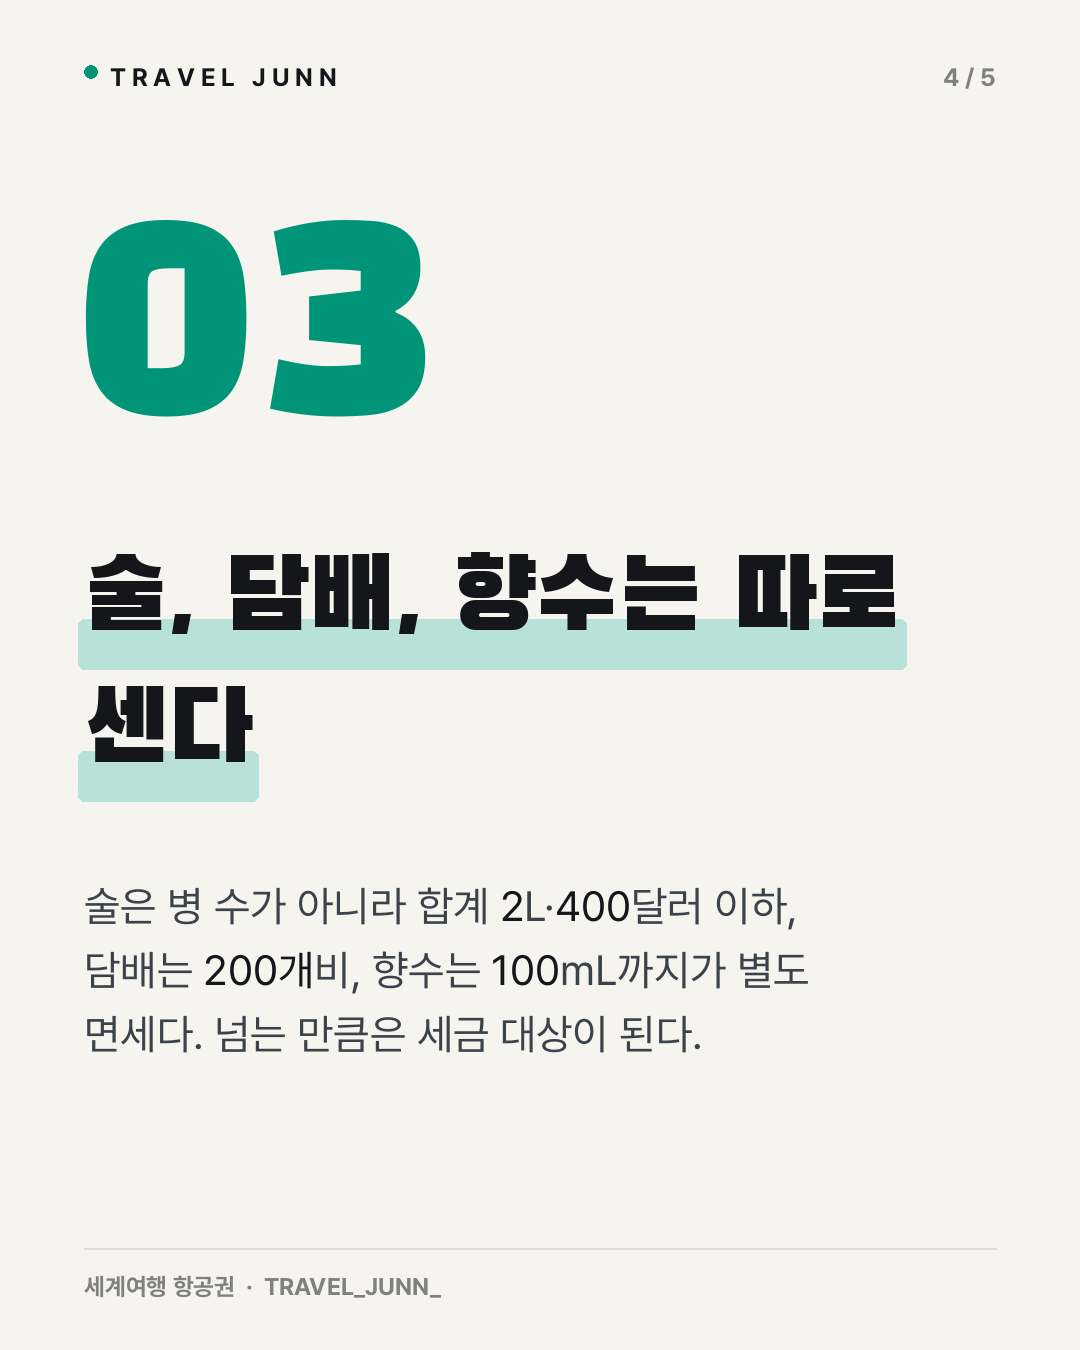 TRAVEL JUNN
4 / 5
03
술, 담배, 향수는 따로
센다
술은 병 수가 아니라 합계 2L·400달러 이하,
담배는 200개비, 향수는 100mL까지가 별도
면세다. 넘는 만큼은 세금 대상이 된다.
세계여행 항공권 · TRAVEL_JUNN_